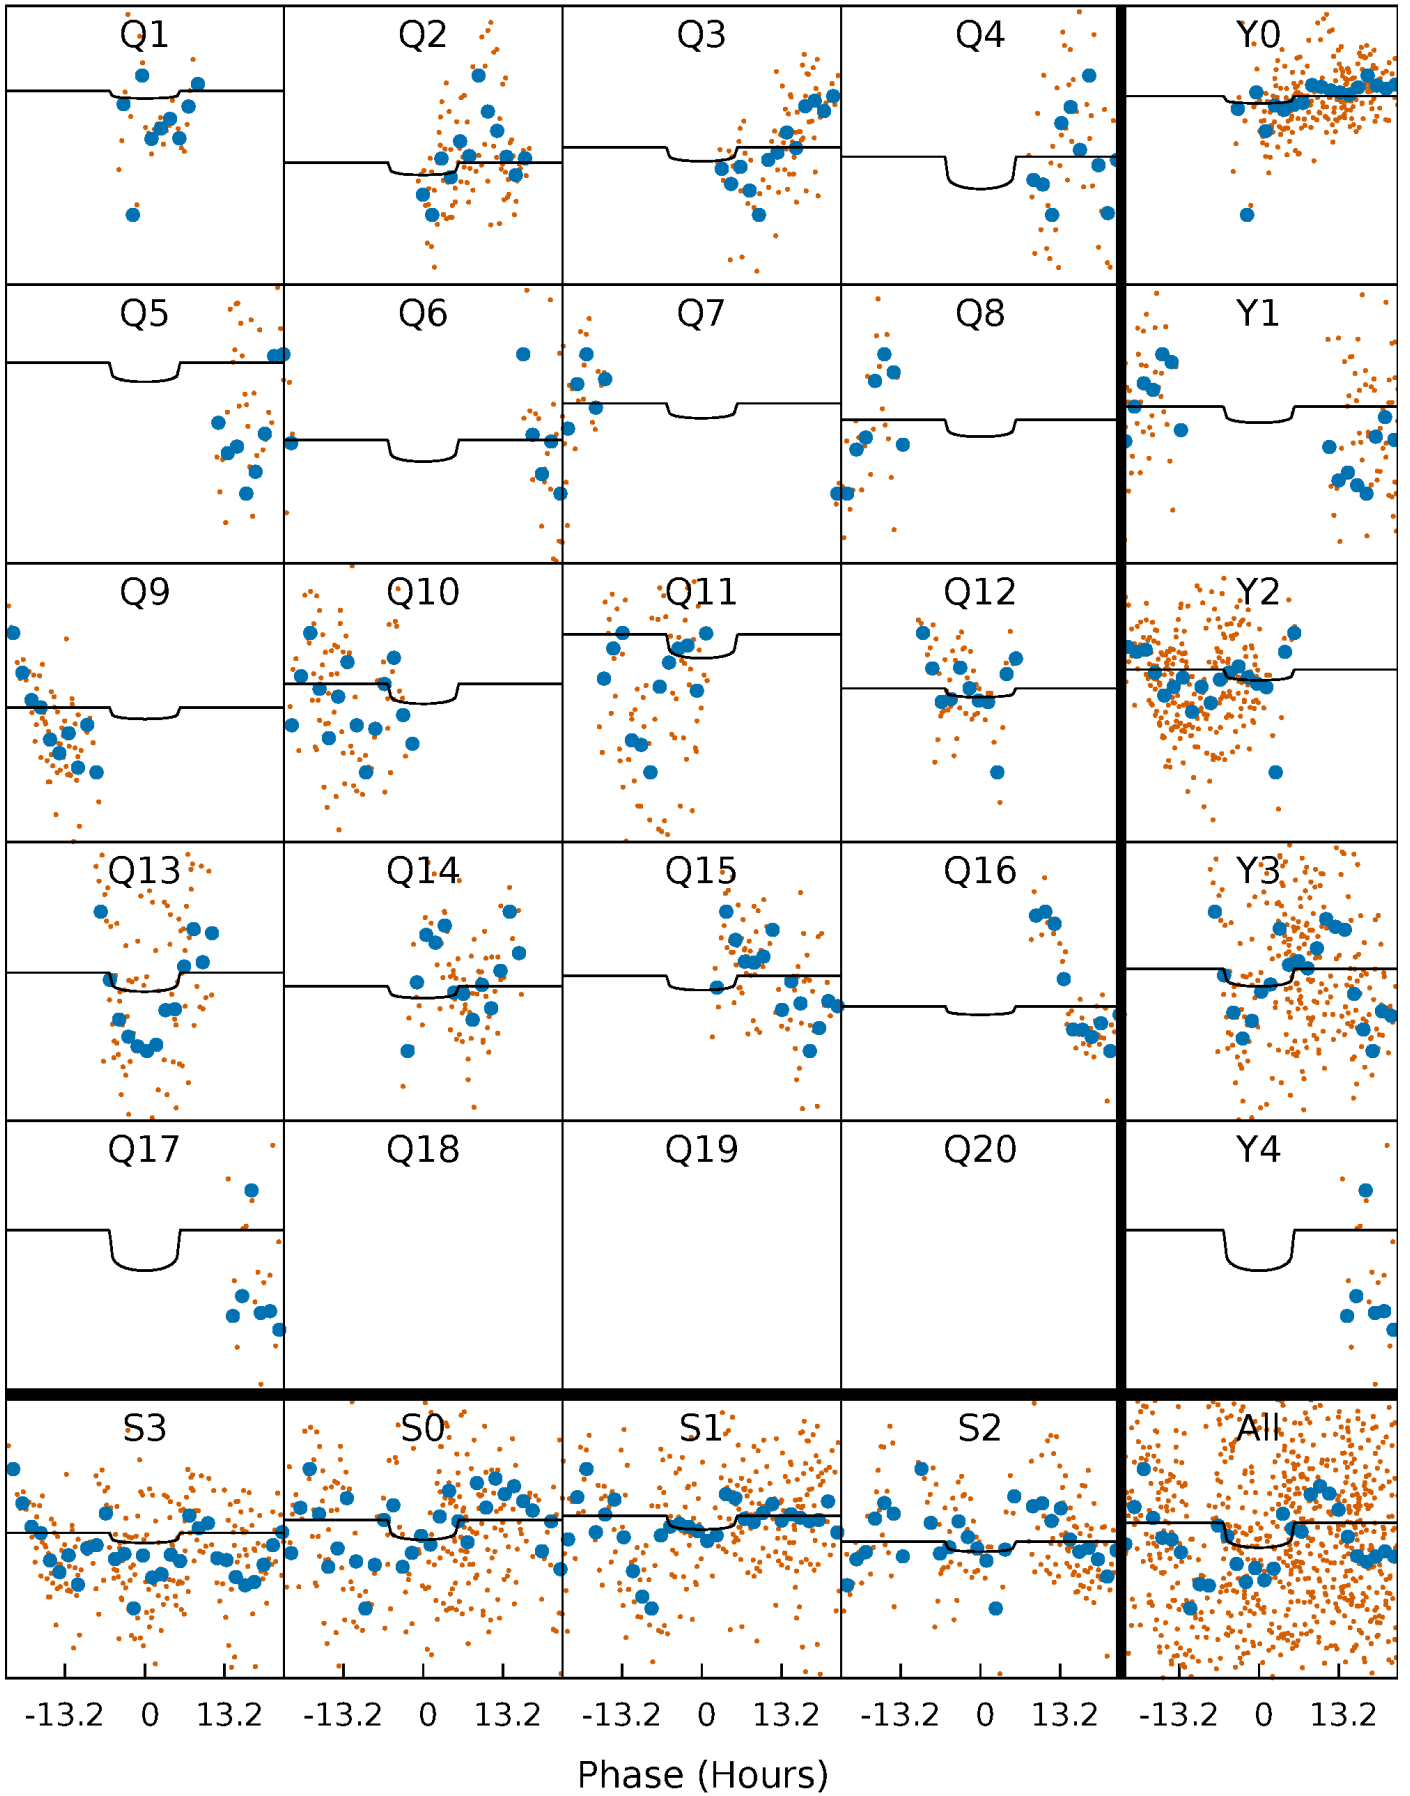 Q1 Q2 Q3 Q4 Y0
Q5 Q6 Q7 Q8 Y1
Q9 Q10 Q11 Q12 Y2
Q13 Q14 Q15 Q16 Y3
Q17 Q18 Q19 Q20 Y4
S3 S0 S1 S2 All
-13.2 0 13.2 -13.2 0 13.2 -13.2 0 13.2 -13.2 0 13.2 -13.2 0 13.2
Phase (Hours)